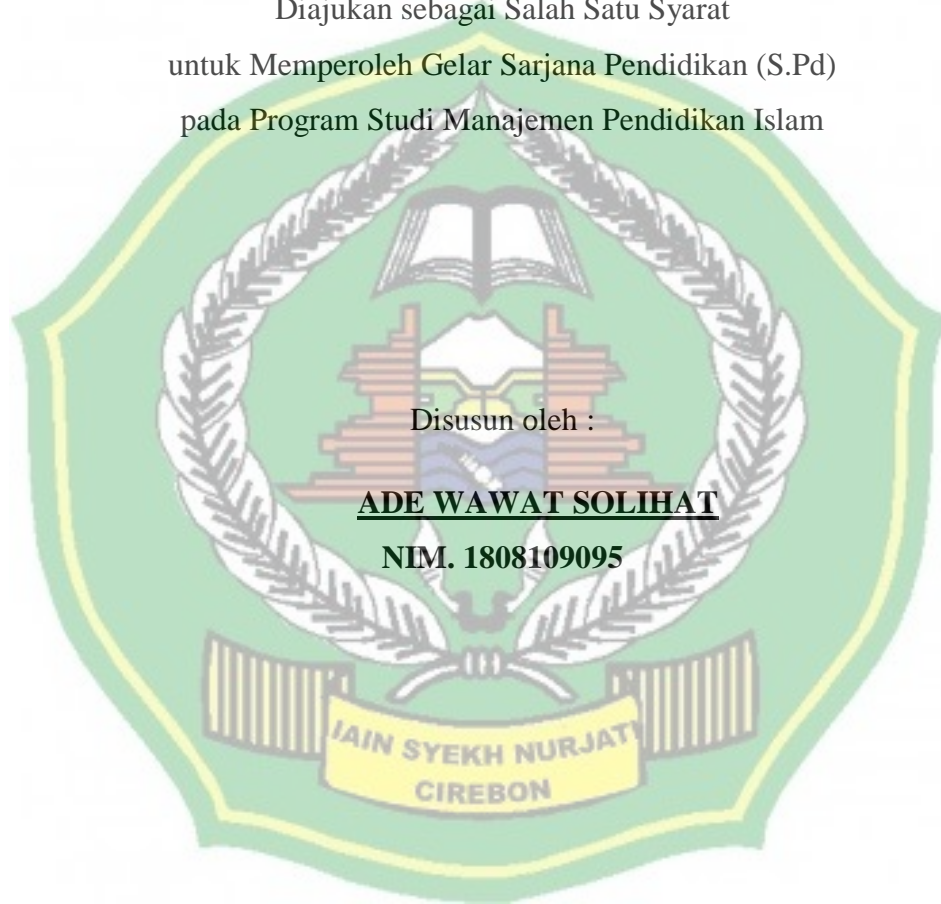 Diajukan sebagai Salah Satu Syarat
untuk Memperoleh Gelar Sarjana Pendidikan (S.Pd)
pada Program Studi Manajemen Pendidikan Islam
Disusun oleh :
ADE WAWAT SOLIHAT
NIM. 1808109095
IAIN SYEKH NURJATI
CIREBON